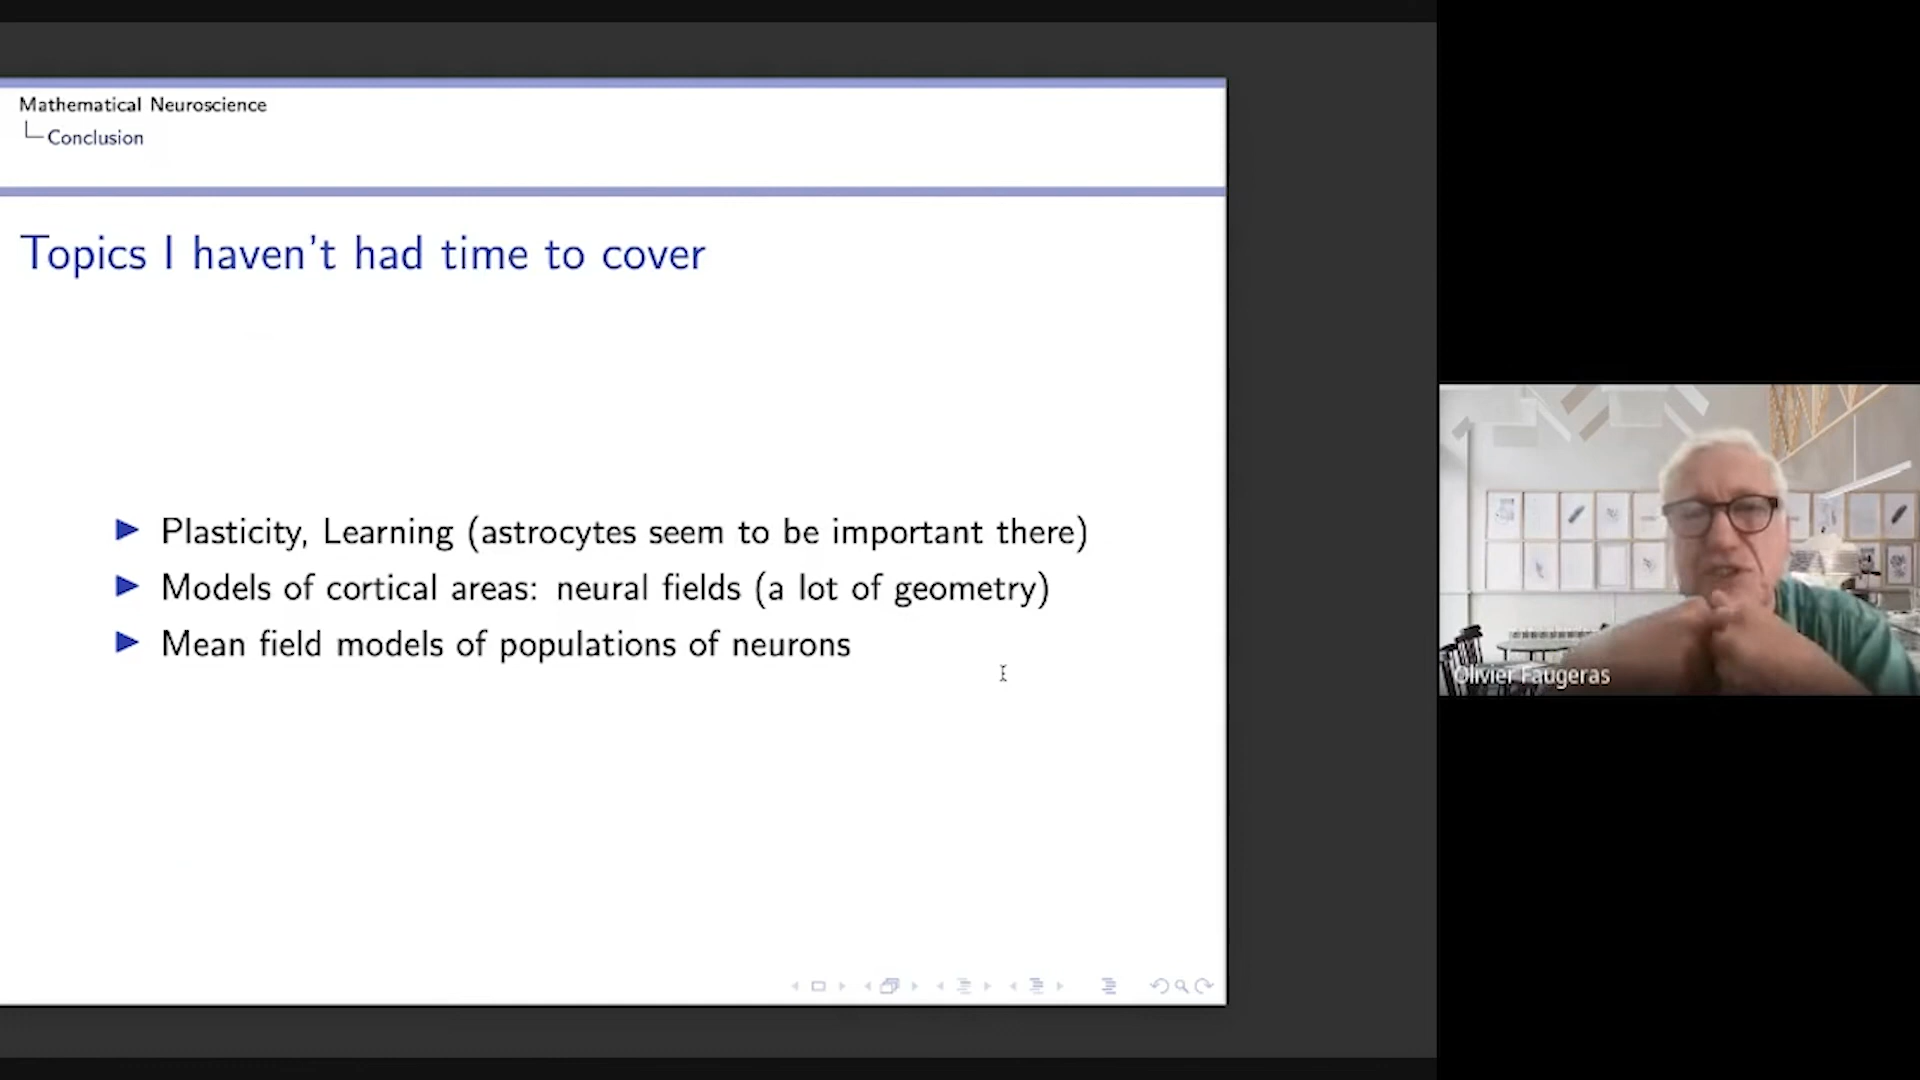 Mathematical Neuroscience
Conclusion
Topics I haven't had time to cover
Plasticity, Learning (astrocytes seem to be important there)
Models of cortical areas: neural fields (a lot of geometry)
Mean field models of populations of neurons
Olivier Faugeras